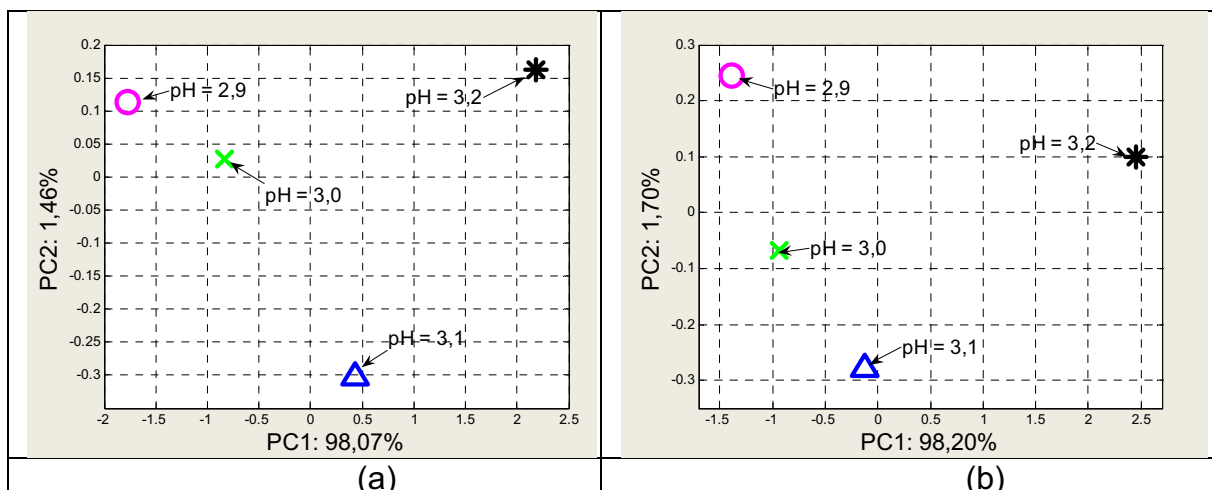 0.2
0.15
0.1
0.05
0
-0.05
-0.1
-0.15
-0.2
-0.25
-0.3
PC2: 1,46%
pH = 2,9
pH = 3,2
pH = 3,0
pH = 3,1
-2
-1.5
-1
-0.5
0
0.5
1
1.5
2
2.5
PC1: 98,07%
(a)
0.3
0.2
0.1
0
-0.1
-0.2
-0.3
PC2: 1,70%
pH = 2,9
pH = 3,2
pH = 3,0
pH = 3,1
-1.5
-1
-0.5
0
0.5
1
1.5
2
2.5
PC1: 98,20%
(b)